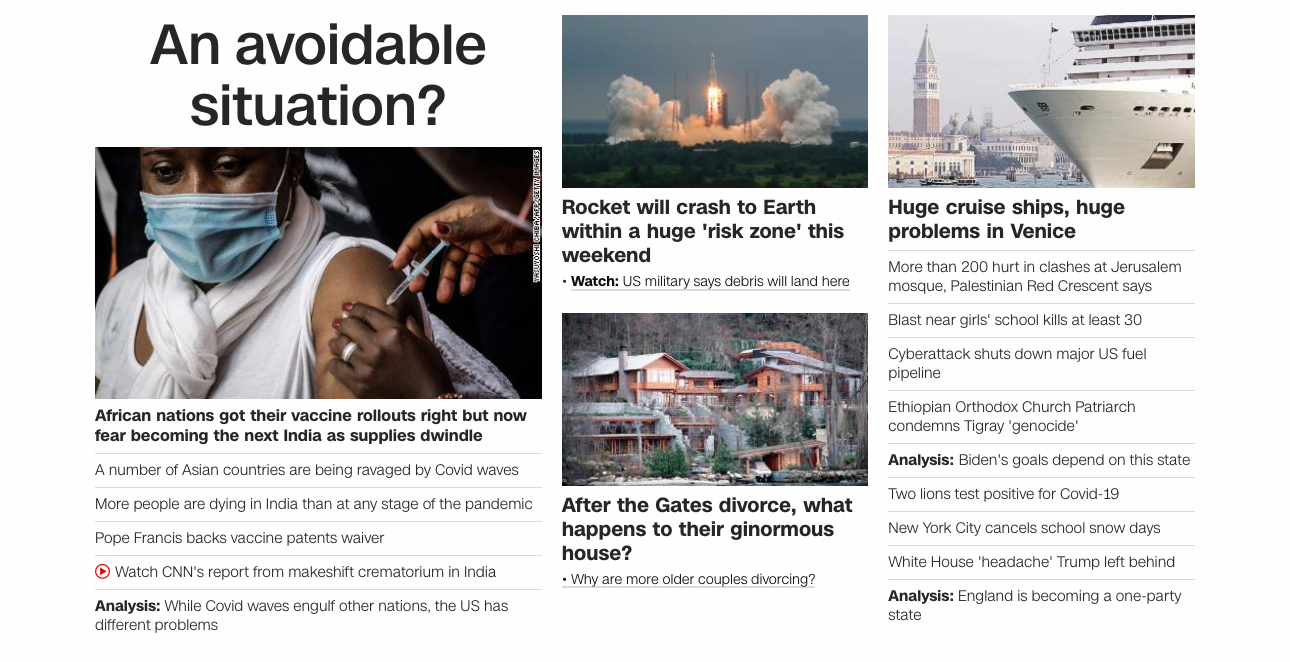 An avoidable
situation?
TADUYOSHI CHIBA/AFP/GETTY IMAGES
African nations got their vaccine rollouts right but now
fear becoming the next India as supplies dwindle
A number of Asian countries are being ravaged by Covid waves
More people are dying in India than at any stage of the pandemic
Pope Francis backs vaccine patents waiver
Watch CNN's report from makeshift crematorium in India
Analysis: While Covid waves engulf other nations, the US has
different problems
Rocket will crash to Earth
within a huge 'risk zone' this
weekend
• Watch: US military says debris will land here
After the Gates divorce, what
happens to their ginormous
house?
• Why are more older couples divorcing?
Huge cruise ships, huge
problems in Venice
More than 200 hurt in clashes at Jerusalem
mosque, Palestinian Red Crescent says
Blast near girls' school kills at least 30
Cyberattack shuts down major US fuel
pipeline
Ethiopian Orthodox Church Patriarch
condemns Tigray 'genocide'
Analysis: Biden's goals depend on this state
Two lions test positive for Covid-19
New York City cancels school snow days
White House 'headache' Trump left behind
Analysis: England is becoming a one-party
state